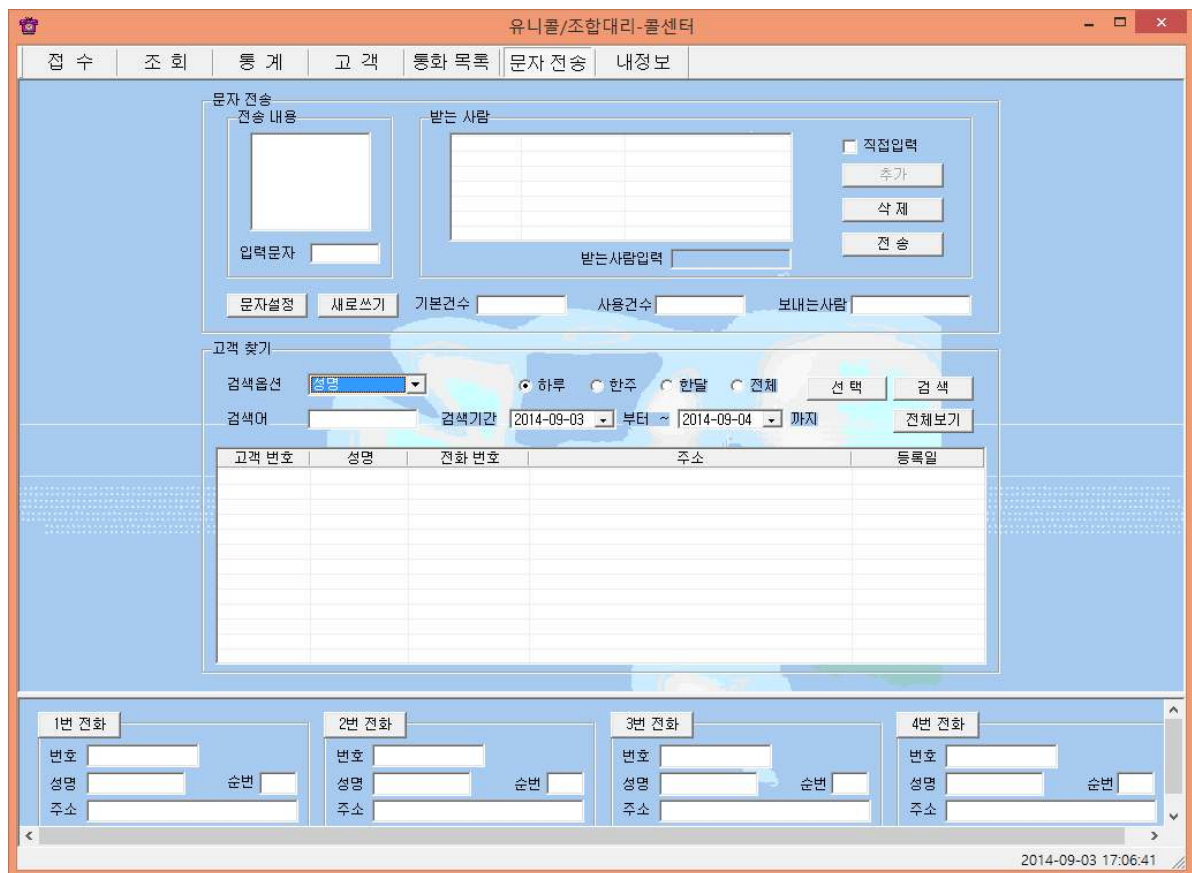 유니콜/조합대리-콜센터
접 수 조 회 통 계 고 객 통화 목록 문자 전송 내정보
문자 전송
전송 내용 받는 사람
직접입력
추가
삭 제
전 송
입력문자 받는사람입력
문자설정 새로쓰기 기본건수 사용건수 보내는사람
고객 찾기
검색옵션 성명 하루 한주 한달 전체 선 택 검 색
검색어 검색기간 2014-09-03 부터 ~ 2014-09-04 까지 전체보기
고객 번호 성명 전화 번호 주소 등록일
1번 전화 2번 전화 3번 전화 4번 전화
번호 번호 번호 번호
성명 순번 성명 순번 성명 순번 성명 순번
주소 주소 주소 주소
2014-09-03 17:06:41